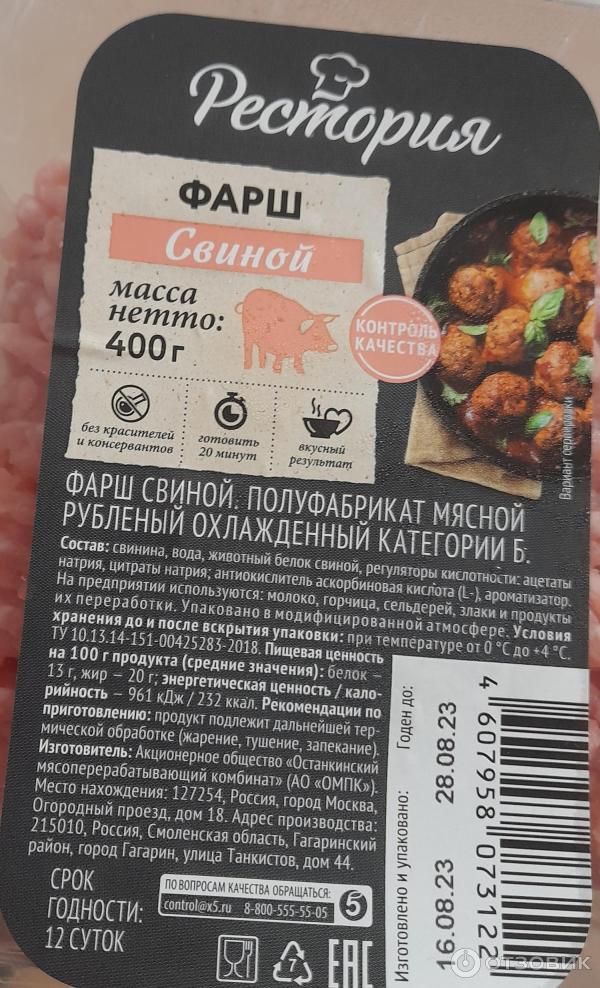 Рестория
ФАРШ
Свиной
масса
нетто:
400г
КОНТРОЛЬ
КАЧЕСТВА
без красителей
и консервантов
готовить
20 минут
вкусный
результат
Вариант сервировки
ФАРШ СВИНОЙ. ПОЛУФАБРИКАТ МЯСНОЙ
РУБЛЕНЫЙ ОХЛАЖДЕННЫЙ КАТЕГОРИИ Б.
Состав: свинина, вода, животный белок свиной, регуляторы кислотности: ацетаты
натрия, цитраты натрия; антиокислитель аскорбиновая кислота (L-), ароматизатор.
На предприятии используются: молоко, горчица, сельдерей, злаки и продукты
их переработки. Упаковано в модифицированной атмосфере. Условия
хранения до и после вскрытия упаковки: при температуре от 0 °С до +4 °С.
ТУ 10.13.14-151-00425283-2018. Пищевая ценность
на 100 г продукта (средние значения): белок –
13 г, жир – 20 г; энергетическая ценность / кало-
рийность – 961 кДж / 232 ккал. Рекомендации по
приготовлению: продукт подлежит дальнейшей тер-
мической обработке (жарение, тушение, запекание).
Изготовитель: Акционерное общество «Останкинский
мясоперерабатывающий комбинат» (АО «ОМПК»).
Место нахождения: 127254, Россия, город Москва,
Огородный проезд, дом 18. Адрес производства:
215010, Россия, Смоленская область, Гагаринский
район, город Гагарин, улица Танкистов, дом 44.
СРОК
ГОДНОСТИ:
12 СУТОК
ПО ВОПРОСАМ КАЧЕСТВА ОБРАЩАТЬСЯ:
control@x5.ru 8-800-555-55-05
5
7
EAC
Изготовлено и упаковано:
Годен до:
16.08.23
28.08.23
4 607958 073122
ОТЗОВИК